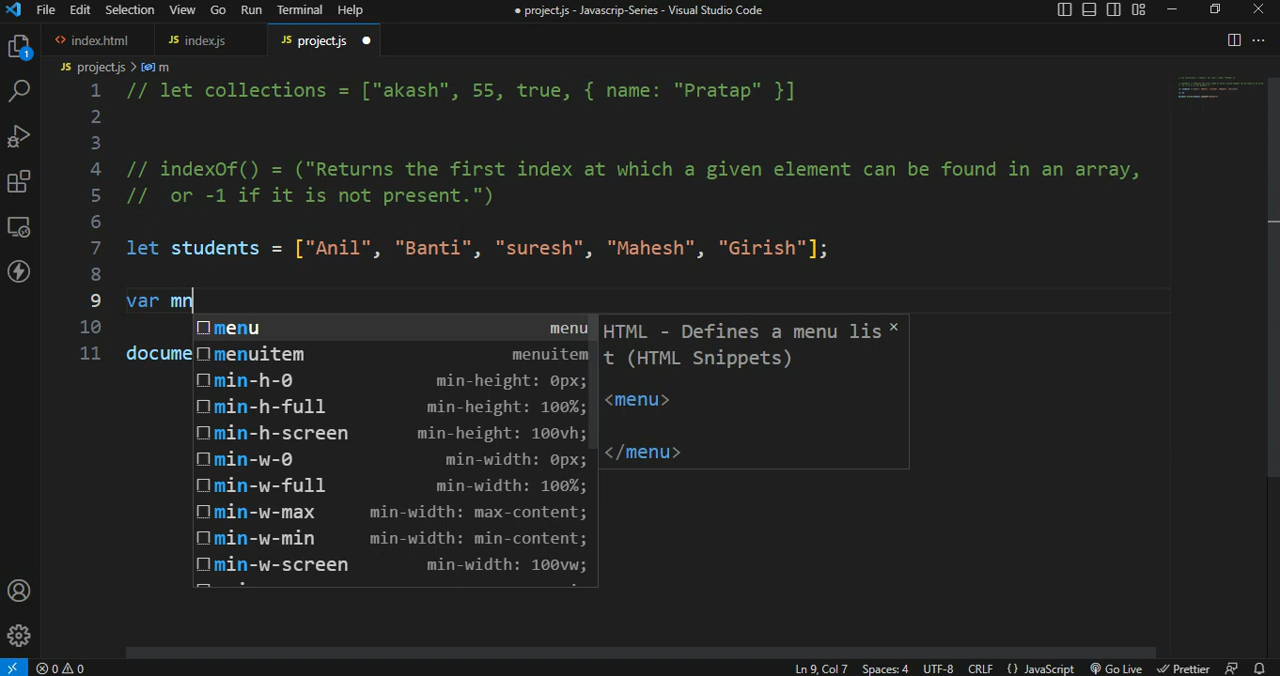 File Edit Selection View Go Run Terminal Help ● project.js - Javascrip-Series - Visual Studio Code
<> index.html JS index.js JS project.js ●
JS project.js > m
1
1 // let collections = ["akash", 55, true, { name: "Pratap" }]
2
3
4 // indexOf() = ("Returns the first index at which a given element can be found in an array,
5 //  or -1 if it is not present.")
6
7 let students = ["Anil", "Banti", "suresh", "Mahesh", "Girish"];
8
9 var mn
10
11 docume
menu menu
menuitem menuitem
min-h-0 min-height: 0px;
min-h-full min-height: 100%;
min-h-screen min-height: 100vh;
min-w-0 min-width: 0px;
min-w-full min-width: 100%;
min-w-max min-width: max-content;
min-w-min min-width: min-content;
min-w-screen min-width: 100vw;
HTML - Defines a menu lis
t (HTML Snippets)
<menu>
</menu>
0 0 Ln 9, Col 7 Spaces: 4 UTF-8 CRLF {} JavaScript Go Live Prettier